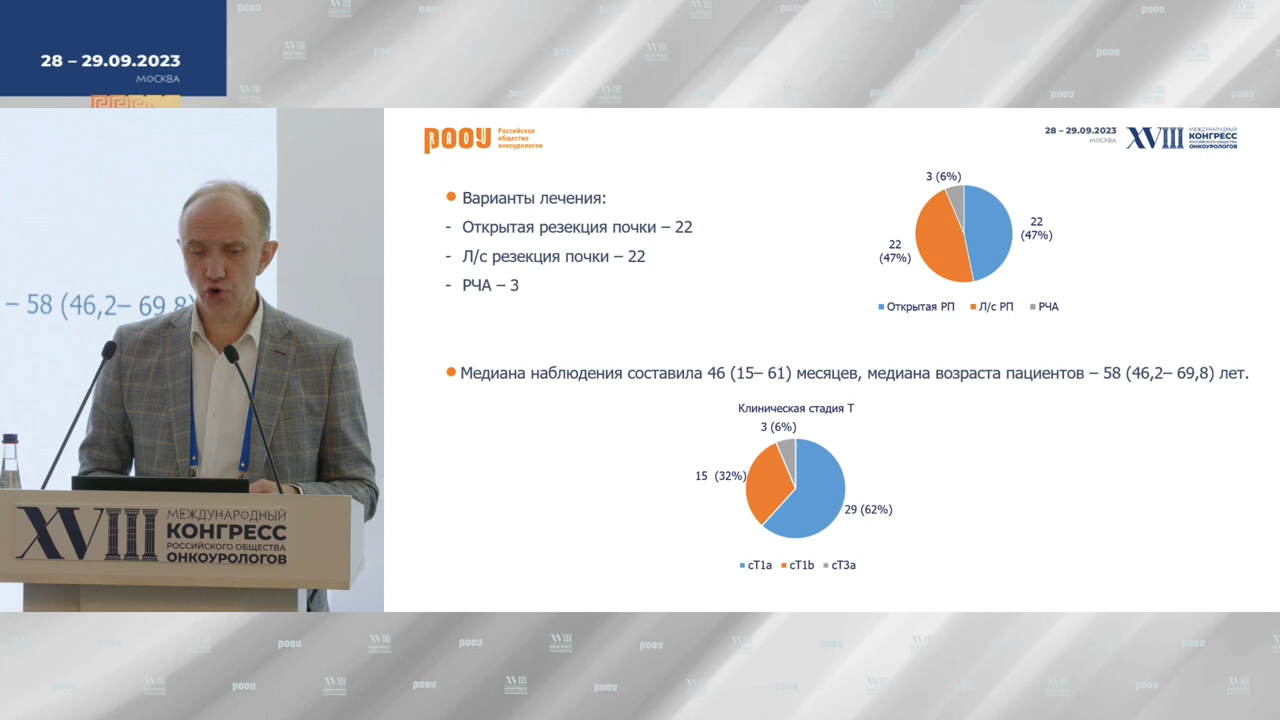 28 – 29.09.2023
МОСКВА
– 58 (46,2– 69,8)
XVIII
МЕЖДУНАРОДНЫЙ
КОНГРЕСС
РОССИЙСКОГО ОБЩЕСТВА
ОНКОУРОЛОГОВ
РООУ
Российское
общество
онкоурологов
28 – 29.09.2023
МОСКВА
XVIII
МЕЖДУНАРОДНЫЙ
КОНГРЕСС
РОССИЙСКОГО ОБЩЕСТВА
ОНКОУРОЛОГОВ
Варианты лечения:
- Открытая резекция почки – 22
- Л/с резекция почки – 22
- РЧА – 3
3 (6%)
22
(47%)
22
(47%)
Открытая РП Л/с РП РЧА
Медиана наблюдения составила 46 (15– 61) месяцев, медиана возраста пациентов – 58 (46,2– 69,8) лет.
Клиническая стадия Т
3 (6%)
15 (32%)
29 (62%)
сТ1а сТ1b сТ3а